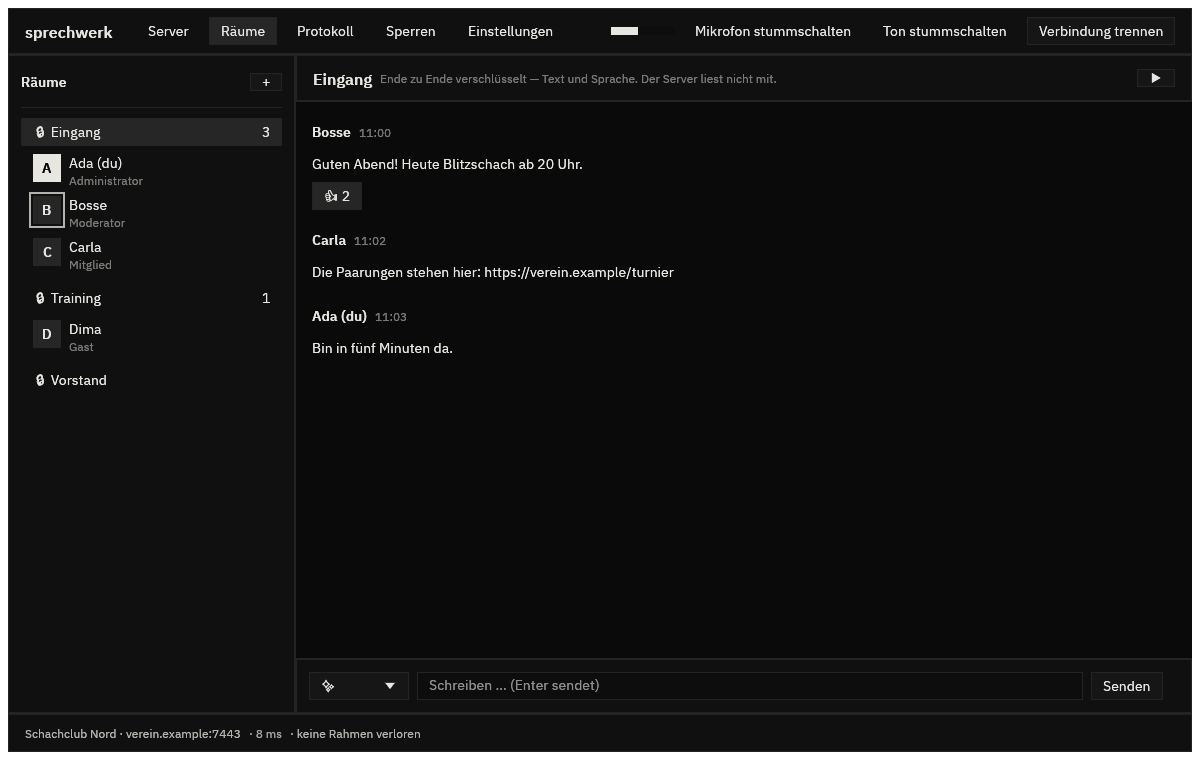 sprechwerk Server Räume Protokoll Sperren Einstellungen Mikrofon stummschalten Ton stummschalten Verbindung trennen
Räume +
Eingang 3
A Ada (du)
Administrator
B Bosse
Moderator
C Carla
Mitglied
Training 1
D Dima
Gast
Vorstand
Eingang Ende zu Ende verschlüsselt — Text und Sprache. Der Server liest nicht mit.
Bosse 11:00
Guten Abend! Heute Blitzschach ab 20 Uhr.
👍 2
Carla 11:02
Die Paarungen stehen hier: https://verein.example/turnier
Ada (du) 11:03
Bin in fünf Minuten da.
Schreiben ... (Enter sendet) Senden
Schachclub Nord · verein.example:7443 · 8 ms · keine Rahmen verloren